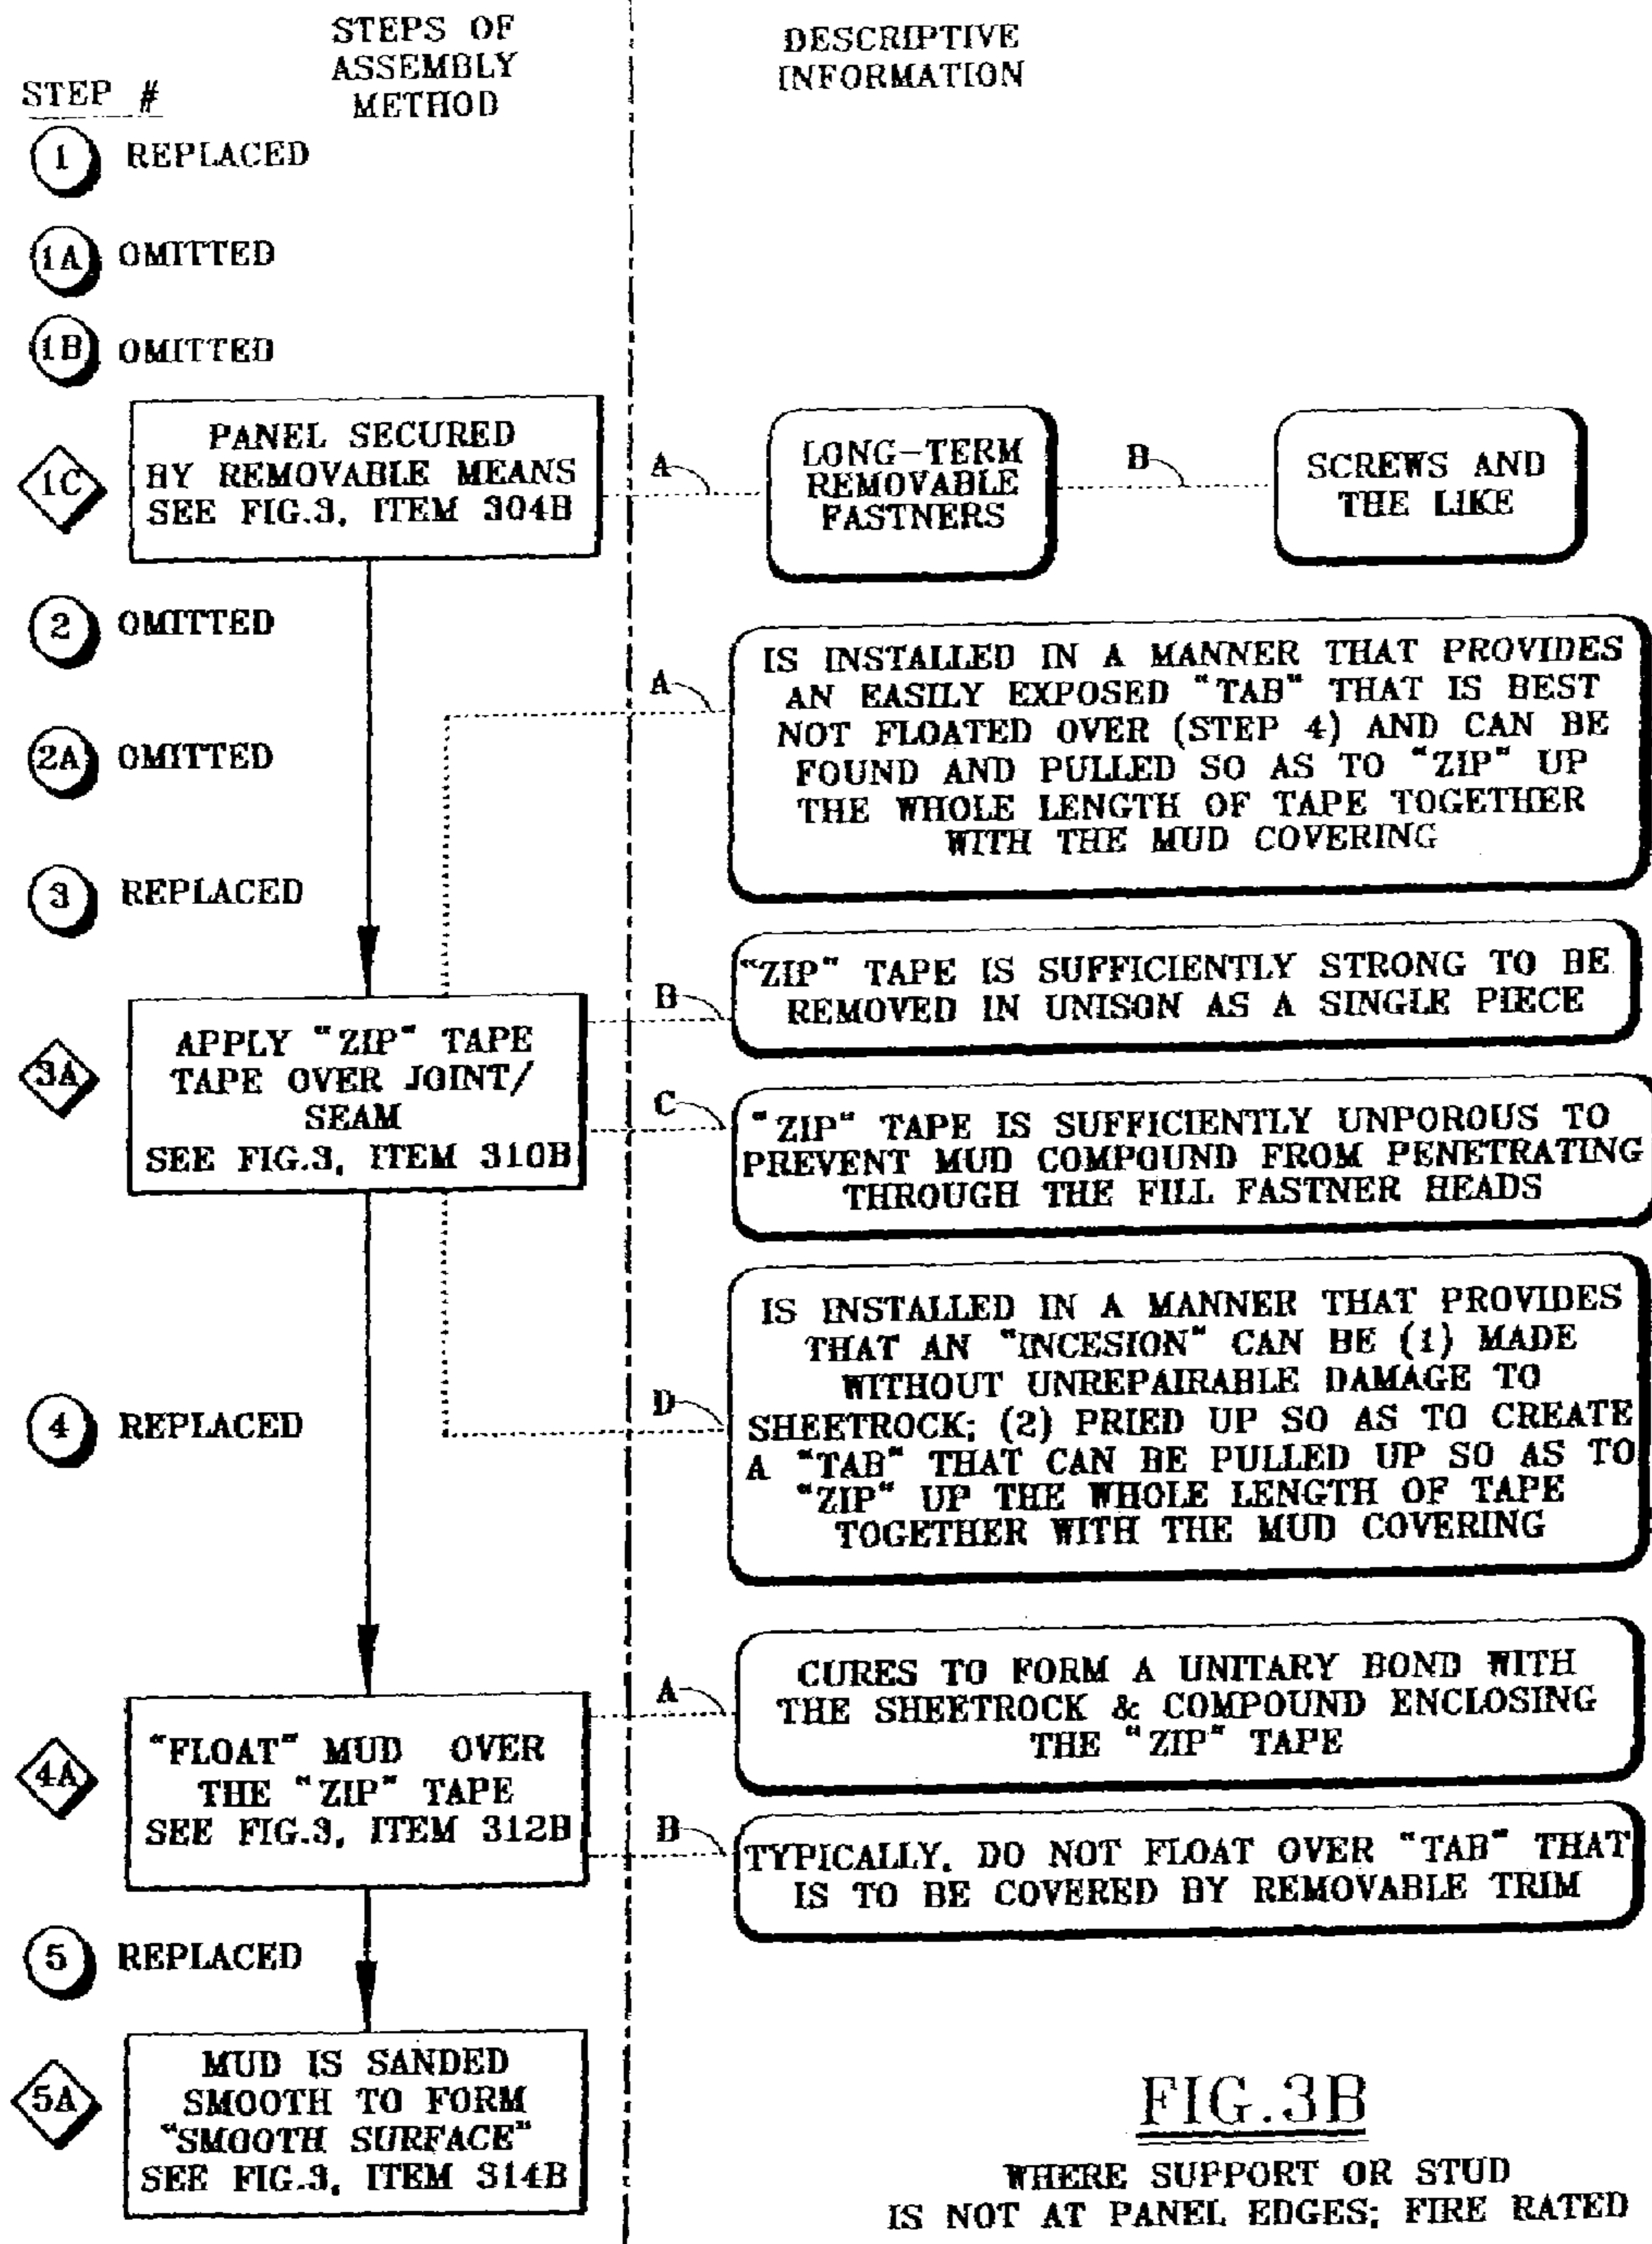 STEPS OF
ASSEMBLY
METHOD
DESCRIPTIVE
INFORMATION
STEP #
1 REPLACED
1A OMITTED
1B OMITTED
1C
PANEL SECURED
BY REMOVABLE MEANS
SEE FIG.3, ITEM 304B
A
LONG-TERM
REMOVABLE
FASTNERS
B
SCREWS AND
THE LIKE
2 OMITTED
2A OMITTED
3 REPLACED
A
IS INSTALLED IN A MANNER THAT PROVIDES
AN EASILY EXPOSED "TAB" THAT IS BEST
NOT FLOATED OVER (STEP 4) AND CAN BE
FOUND AND PULLED SO AS TO "ZIP" UP
THE WHOLE LENGTH OF TAPE TOGETHER
WITH THE MUD COVERING
3A
APPLY "ZIP" TAPE
TAPE OVER JOINT/
SEAM
SEE FIG.3, ITEM 310B
B
"ZIP" TAPE IS SUFFICIENTLY STRONG TO BE
REMOVED IN UNISON AS A SINGLE PIECE
C
"ZIP" TAPE IS SUFFICIENTLY UNPOROUS TO
PREVENT MUD COMPOUND FROM PENETRATING
THROUGH THE FILL FASTNER HEADS
D
IS INSTALLED IN A MANNER THAT PROVIDES
THAT AN "INCESION" CAN BE (1) MADE
WITHOUT UNREPAIRABLE DAMAGE TO
SHEETROCK; (2) PRIED UP SO AS TO CREATE
A "TAB" THAT CAN BE PULLED UP SO AS TO
"ZIP" UP THE WHOLE LENGTH OF TAPE
TOGETHER WITH THE MUD COVERING
4 REPLACED
4A
"FLOAT" MUD OVER
THE "ZIP" TAPE
SEE FIG.3, ITEM 312B
A
CURES TO FORM A UNITARY BOND WITH
THE SHEETROCK & COMPOUND ENCLOSING
THE "ZIP" TAPE
B
TYPICALLY, DO NOT FLOAT OVER "TAB" THAT
IS TO BE COVERED BY REMOVABLE TRIM
5 REPLACED
5A
MUD IS SANDED
SMOOTH TO FORM
"SMOOTH SURFACE"
SEE FIG.3, ITEM 314B
FIG.3B
WHERE SUPPORT OR STUD
IS NOT AT PANEL EDGES; FIRE RATED